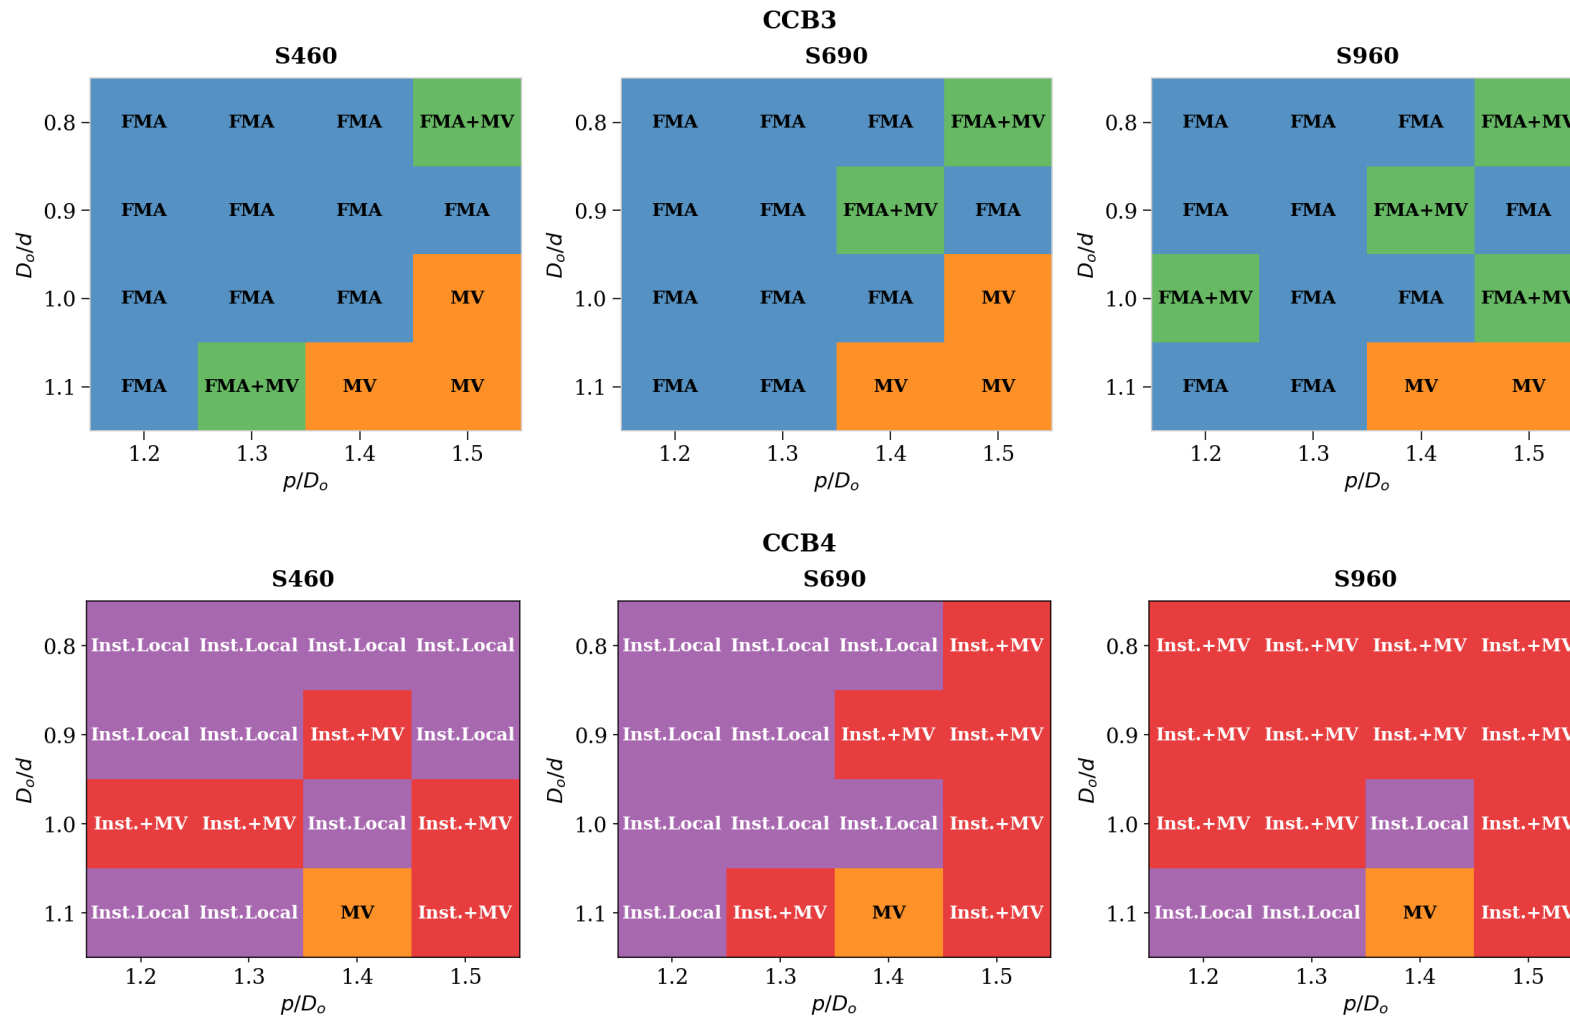 CCB3
S460 S690 S960
0.8 FMA FMA FMA FMA+MV 0.8 FMA FMA FMA FMA+MV 0.8 FMA FMA FMA FMA+MV
0.9 FMA FMA FMA FMA 0.9 FMA FMA FMA+MV FMA 0.9 FMA FMA FMA+MV FMA
D_o/d D_o/d D_o/d
1.0 FMA FMA FMA MV 1.0 FMA FMA FMA MV 1.0 FMA+MV FMA FMA FMA+MV
1.1 FMA FMA+MV MV MV 1.1 FMA FMA MV MV 1.1 FMA FMA MV MV
1.2 1.3 1.4 1.5 1.2 1.3 1.4 1.5 1.2 1.3 1.4 1.5
p/D_o p/D_o p/D_o
CCB4
S460 S690 S960
0.8 Inst.Local Inst.Local Inst.Local Inst.Local 0.8 Inst.Local Inst.Local Inst.Local Inst.+MV 0.8 Inst.+MV Inst.+MV Inst.+MV Inst.+MV
0.9 Inst.Local Inst.Local Inst.+MV Inst.Local 0.9 Inst.Local Inst.Local Inst.+MV Inst.+MV 0.9 Inst.+MV Inst.+MV Inst.+MV Inst.+MV
D_o/d D_o/d D_o/d
1.0 Inst.+MV Inst.+MV Inst.Local Inst.+MV 1.0 Inst.Local Inst.Local Inst.Local Inst.+MV 1.0 Inst.+MV Inst.+MV Inst.Local Inst.+MV
1.1 Inst.Local Inst.Local MV Inst.+MV 1.1 Inst.Local Inst.+MV MV Inst.+MV 1.1 Inst.Local Inst.Local MV Inst.+MV
1.2 1.3 1.4 1.5 1.2 1.3 1.4 1.5 1.2 1.3 1.4 1.5
p/D_o p/D_o p/D_o